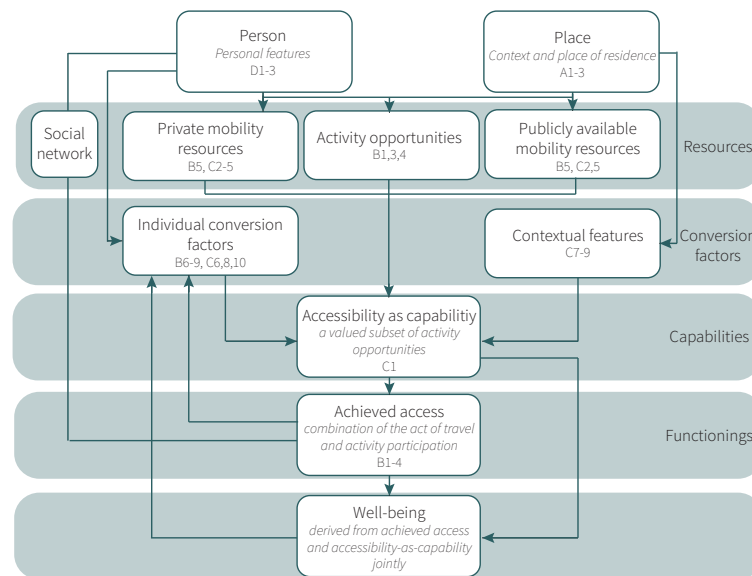 Person
Personal features
D1-3
Place
Context and place of residence
A1-3
Social
network
Private mobility
resources
B5, C2-5
Activity opportunities
B1,3,4
Publicly available
mobility resources
B5, C2,5
Resources
Individual conversion
factors
B6-9, C6,8,10
Contextual features
C7-9
Conversion
factors
Accessibility as capabilitiy
a valued subset of activity
opportunities
C1
Capabilities
Achieved access
combination of the act of travel
and activity participation
B1-4
Functionings
Well-being
derived from achieved access
and accessibility-as-capability
jointly